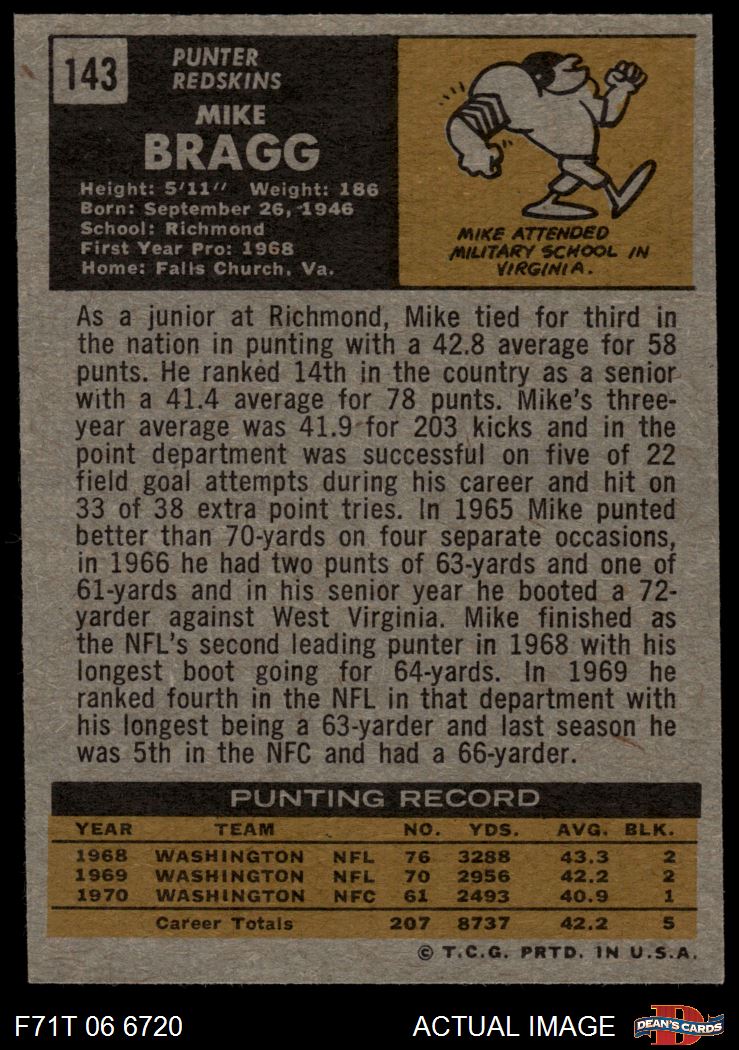 143
PUNTER
REDSKINS
MIKE
BRAGG
Height: 5'11" Weight: 186
Born: September 26, 1946
School: Richmond
First Year Pro: 1968
Home: Falls Church, Va.
MIKE ATTENDED
MILITARY SCHOOL IN
VIRGINIA.
As a junior at Richmond, Mike tied for third in
the nation in punting with a 42.8 average for 58
punts. He ranked 14th in the country as a senior
with a 41.4 average for 78 punts. Mike's three-
year average was 41.9 for 203 kicks and in the
point department was successful on five of 22
field goal attempts during his career and hit on
33 of 38 extra point tries. In 1965 Mike punted
better than 70-yards on four separate occasions,
in 1966 he had two punts of 63-yards and one of
61-yards and in his senior year he booted a 72-
yarder against West Virginia. Mike finished as
the NFL's second leading punter in 1968 with his
longest boot going for 64-yards. In 1969 he
ranked fourth in the NFL in that department with
his longest being a 63-yarder and last season he
was 5th in the NFC and had a 66-yarder.
PUNTING RECORD
YEAR TEAM NO. YDS. AVG. BLK.
1968 WASHINGTON NFL 76 3288 43.3 2
1969 WASHINGTON NFL 70 2956 42.2 2
1970 WASHINGTON NFC 61 2493 40.9 1
Career Totals 207 8737 42.2 5
© T.C.G. PRTD. IN U.S.A.
F71T 06 6720 ACTUAL IMAGE
D
DEAN'S CARDS